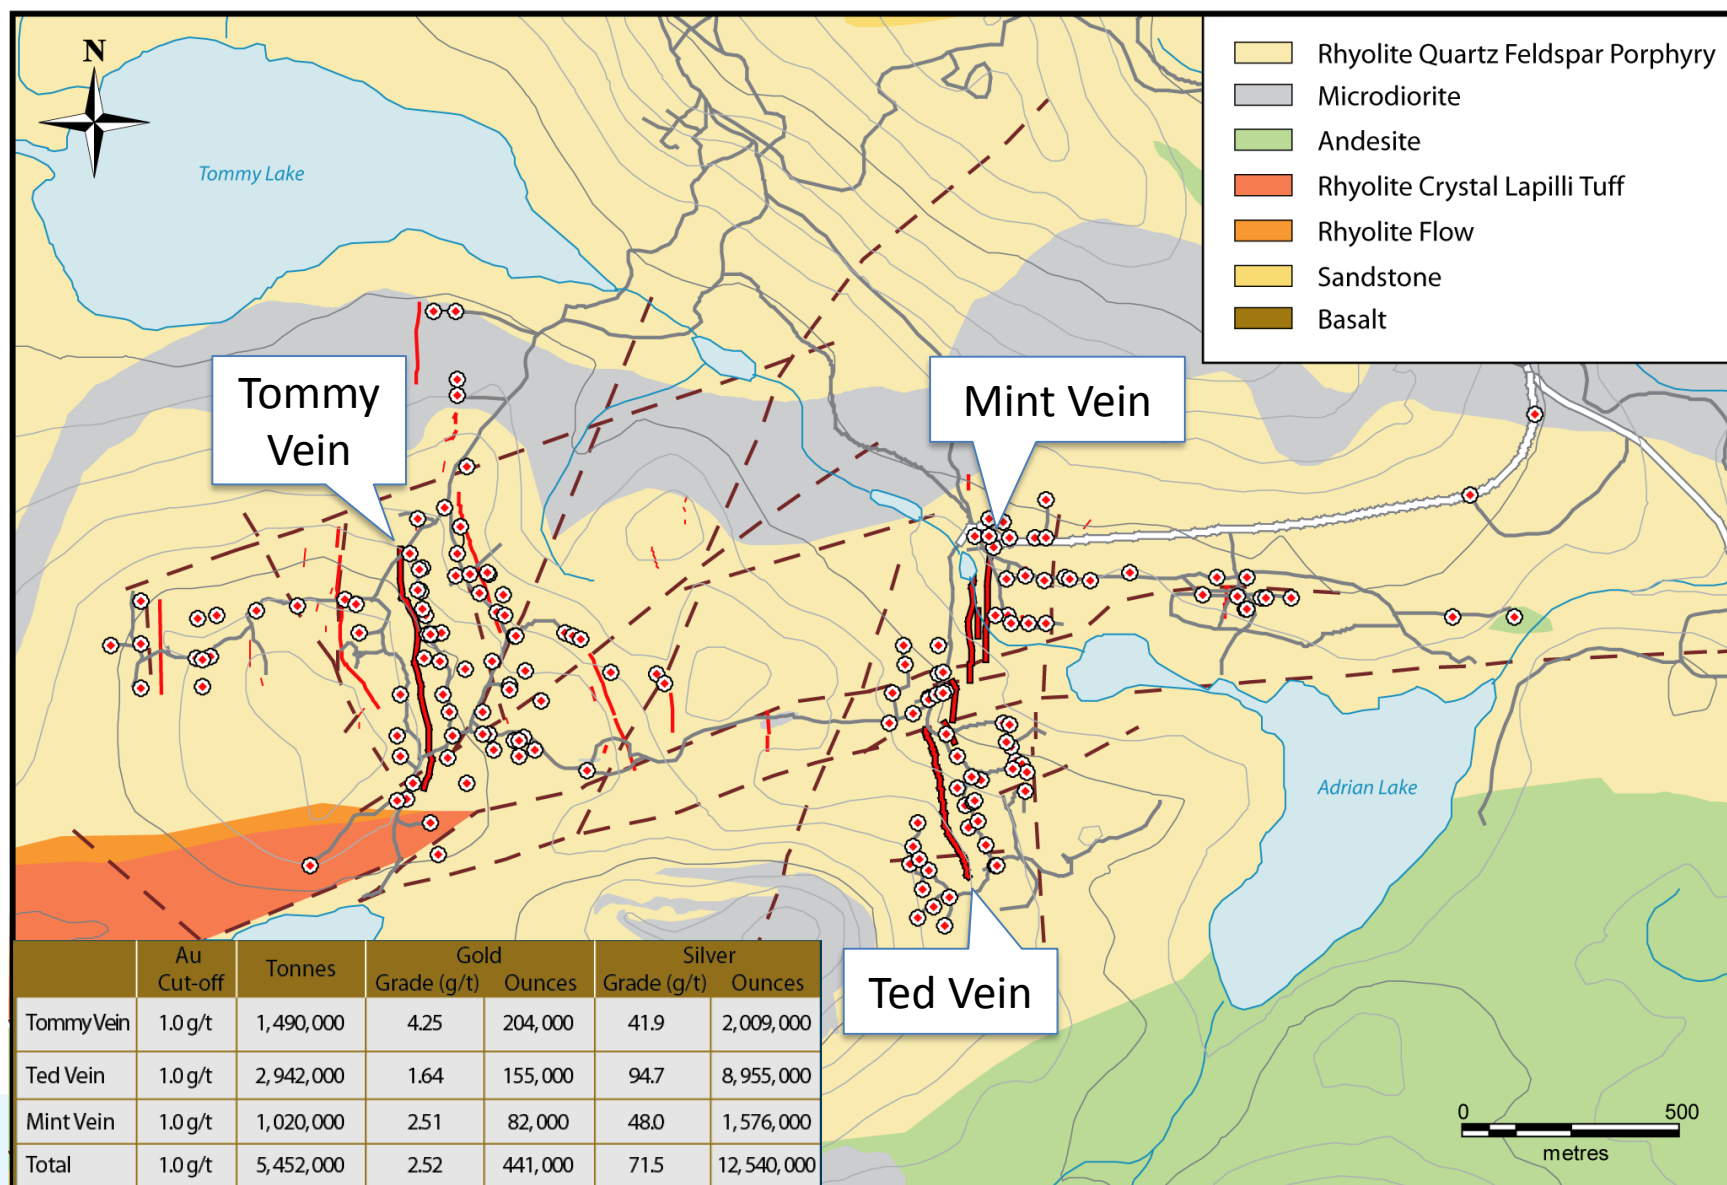 N
Tommy Lake
Rhyolite Quartz Feldspar Porphyry
Microdiorite
Andesite
Rhyolite Crystal Lapilli Tuff
Rhyolite Flow
Sandstone
Basalt
Tommy
Vein
Mint Vein
Adrian Lake
Ted Vein
Au Cut-off Tonnes Gold Silver
Grade (g/t) Ounces Grade (g/t) Ounces
Tommy Vein 1.0 g/t 1,490,000 4.25 204,000 41.9 2,009,000
Ted Vein 1.0 g/t 2,942,000 1.64 155,000 94.7 8,955,000
Mint Vein 1.0 g/t 1,020,000 2.51 82,000 48.0 1,576,000
Total 1.0 g/t 5,452,000 2.52 441,000 71.5 12,540,000
0 500
metres